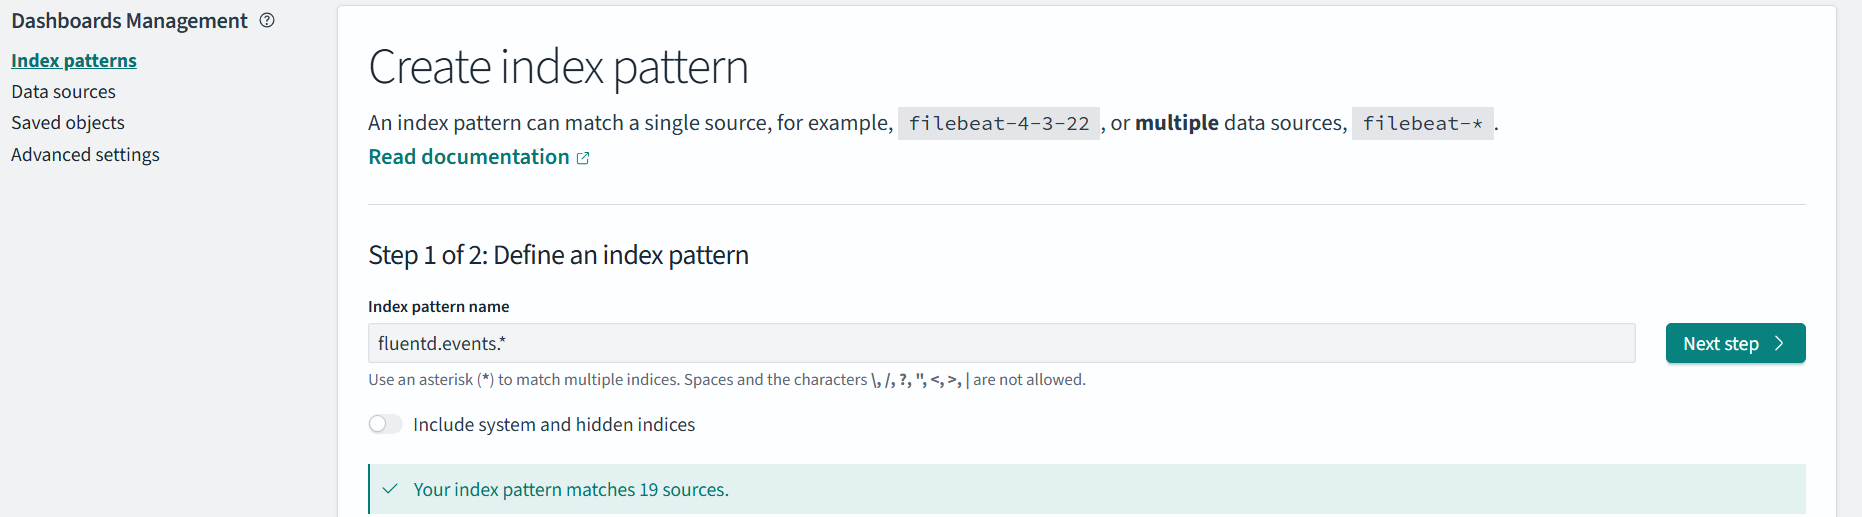 Dashboards Management
Index patterns
Data sources
Saved objects
Advanced settings
Create index pattern
An index pattern can match a single source, for example, filebeat-4-3-22 , or multiple data sources, filebeat-* .
Read documentation
Step 1 of 2: Define an index pattern
Index pattern name
fluentd.events.*
Next step
Use an asterisk (*) to match multiple indices. Spaces and the characters \, /, ?, ", <, >, | are not allowed.
Include system and hidden indices
Your index pattern matches 19 sources.